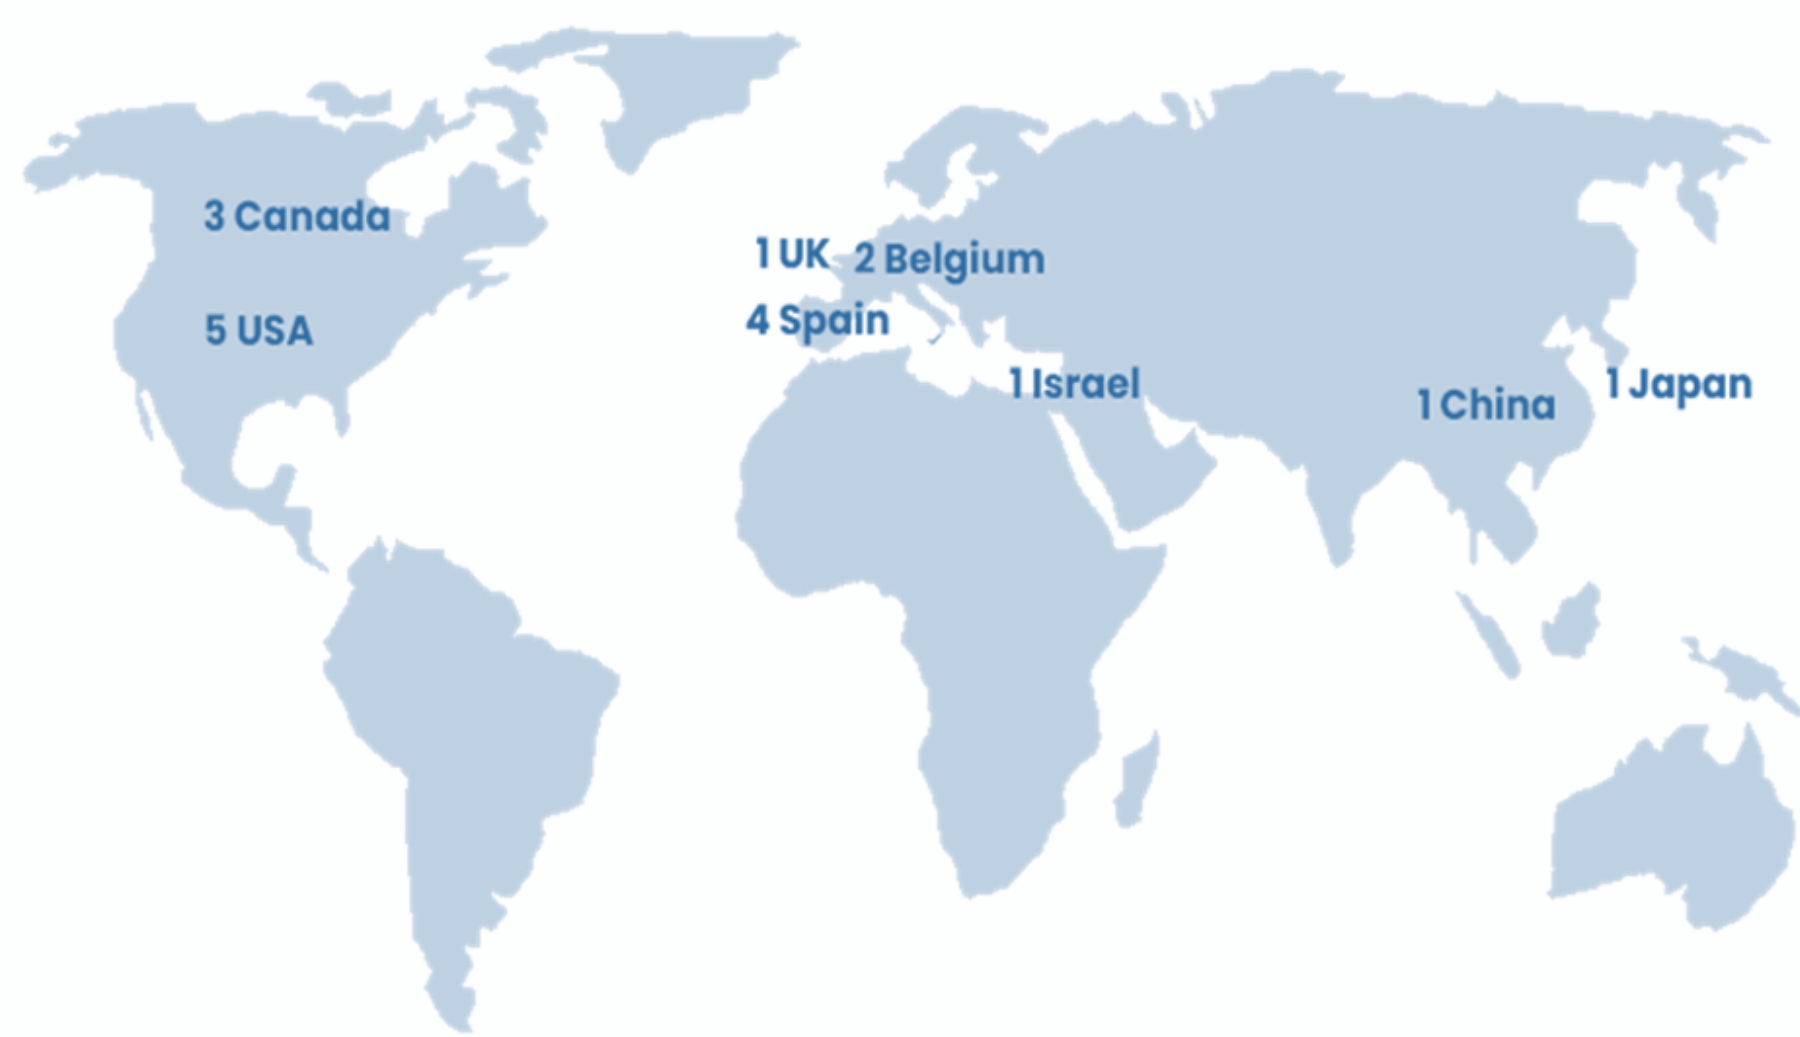 3 Canada
1 UK
2 Belgium
4 Spain
5 USA
1 Israel
1 China
1 Japan